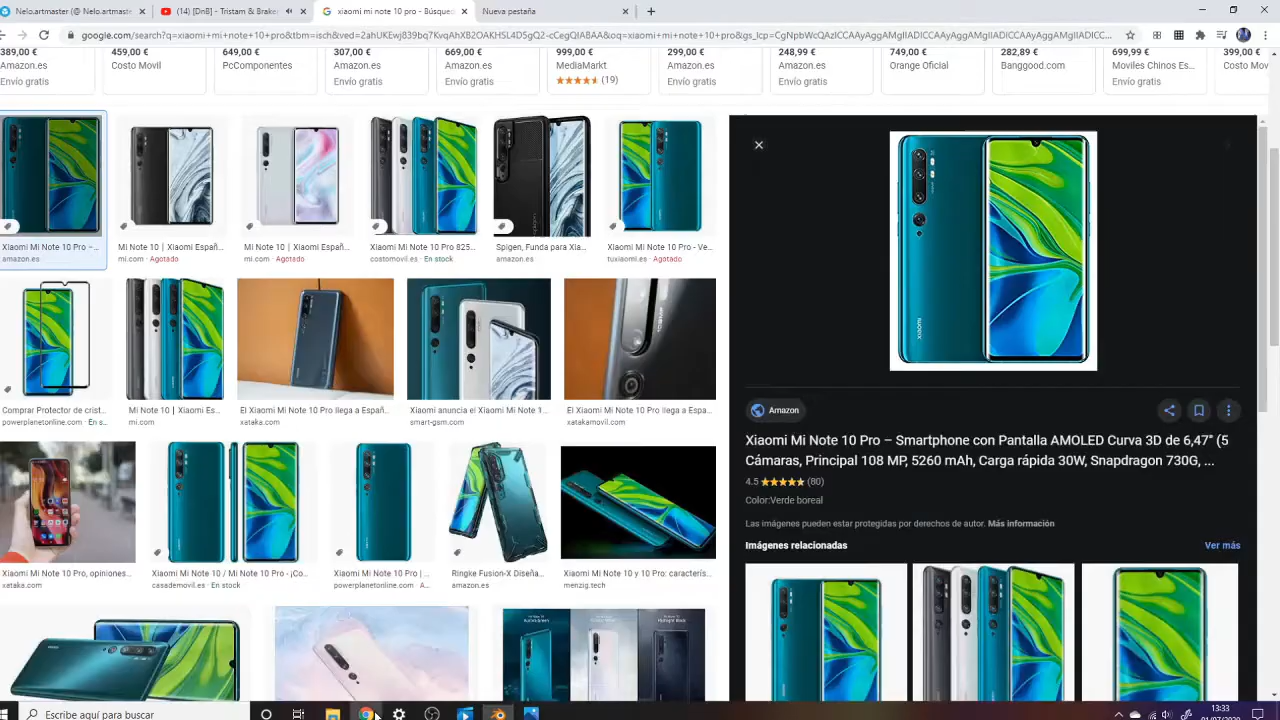 Nelo.artmaster - Nelo.artmaste
(14) [DnB] - Tristam & Braker
xiaomi mi note 10 pro - Búsque
Nueva pestaña
389,00 €
Amazon.es
Envío gratis
459,00 €
Costo Movil
649,00 €
PcComponentes
307,00 €
Amazon.es
Envío gratis
669,00 €
Amazon.es
Envío gratis
999,00 €
MediaMarkt
(19)
299,00 €
Amazon.es
Envío gratis
248,99 €
Amazon.es
Envío gratis
749,00 €
Orange Oficial
282,89 €
Banggood.com
699,99 €
Moviles Chinos Es...
Envío gratis
399,00 €
Costo Mov
Xiaomi Mi Note 10 Pro –...
amazon.es
Mi Note 10 | Xiaomi Españ...
mi.com · Agotado
Mi Note 10 | Xiaomi Españ...
mi.com · Agotado
Xiaomi Mi Note 10 Pro 825...
costomovil.es · En stock
Spigen, Funda para Xia...
amazon.es
Xiaomi Mi Note 10 Pro - Ve...
tuxiaomi.es · Agotado
Comprar Protector de crist...
powerplanetonline.com · En s...
Mi Note 10 | Xiaomi Es...
mi.com
El Xiaomi Mi Note 10 Pro llega a Españ...
xataka.com
Xiaomi anuncia el Xiaomi Mi Note 1...
smart-gsm.com
El Xiaomi Mi Note 10 Pro llega a Espa...
xatakamovil.com
Xiaomi Mi Note 10 Pro, opiniones...
xataka.com
Xiaomi Mi Note 10 / Mi Note 10 Pro - ¡Co...
casademovil.es · En stock
Xiaomi Mi Note 10 Pro | ...
powerplanetonline.com · A...
Ringke Fusion-X Diseña...
amazon.es
Xiaomi Mi Note 10 y 10 Pro: caracterís...
menzig.tech
XIAOMI
Amazon
Xiaomi Mi Note 10 Pro – Smartphone con Pantalla AMOLED Curva 3D de 6,47" (5
Cámaras, Principal 108 MP, 5260 mAh, Carga rápida 30W, Snapdragon 730G, ...
4.5
(80)
Color:Verde boreal
Las imágenes pueden estar protegidas por derechos de autor. Más información
Imágenes relacionadas
Ver más
Escribe aquí para buscar
13:33
01/07/2020